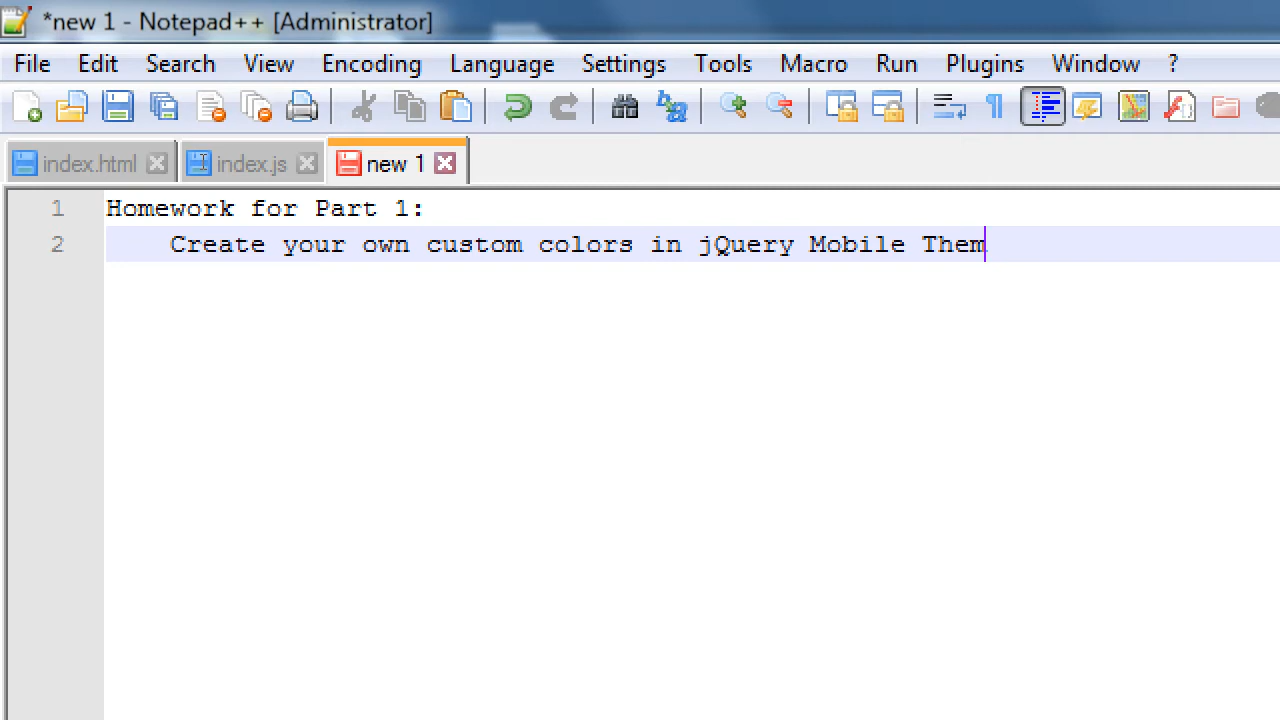 *new 1 - Notepad++ [Administrator]
File Edit Search View Encoding Language Settings Tools Macro Run Plugins Window ?
index.html index.js new 1
1 Homework for Part 1:
2 Create your own custom colors in jQuery Mobile Them